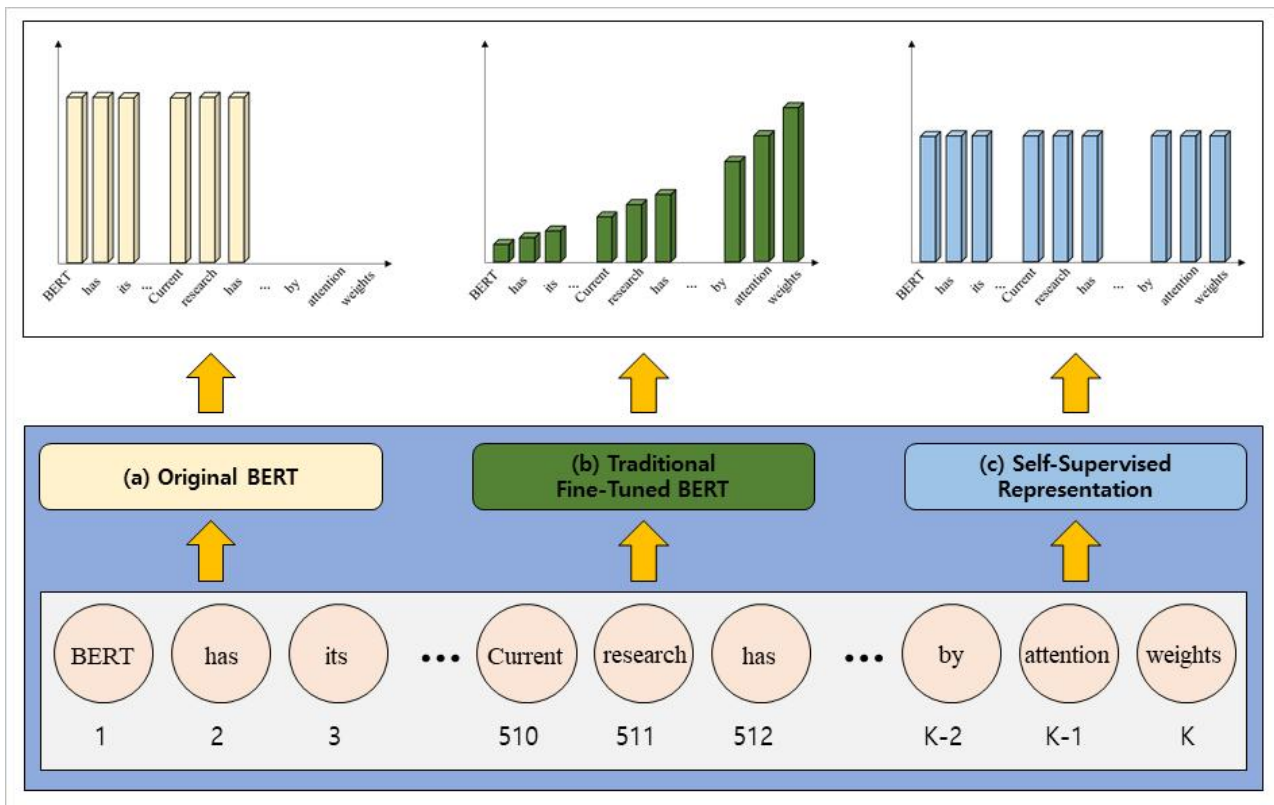 BERT has its ... Current research has ... by attention weights
BERT has its ... Current research has ... by attention weights
BERT has its ... Current research has ... by attention weights
(a) Original BERT
(b) Traditional
Fine-Tuned BERT
(c) Self-Supervised
Representation
BERT has its ••• Current research has ••• by attention weights
1 2 3 510 511 512 K-2 K-1 K